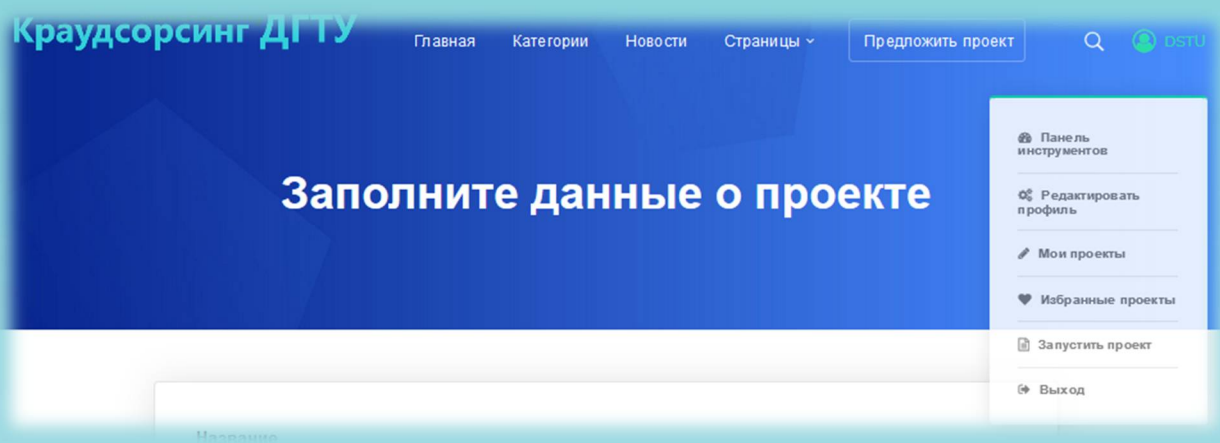 Краудсорсинг ДГТУ
Главная Категории Новости Страницы Предложить проект DSTU
Панель
инструментов
Заполните данные о проекте
Редактировать
профиль
Мои проекты
Избранные проекты
Запустить проект
Выход
Название